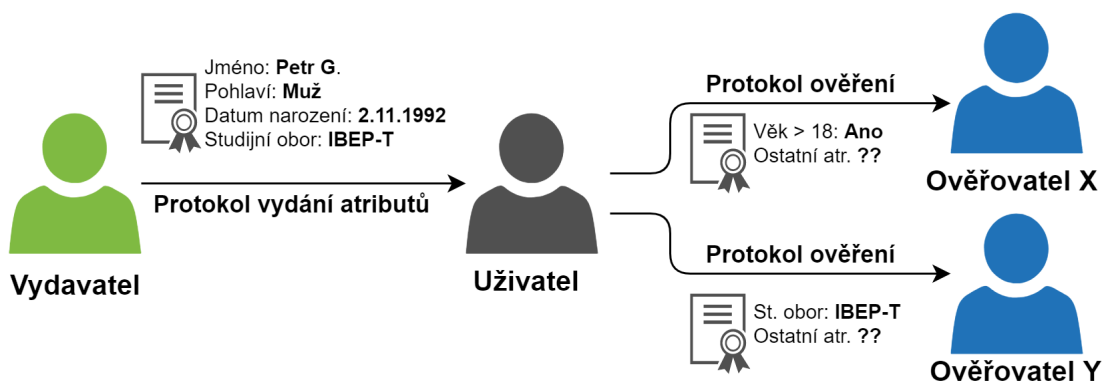 Jméno: Petr G.
Pohlaví: Muž
Datum narození: 2.11.1992
Studijní obor: IBEP-T
Protokol vydání atributů
Vydavatel
Uživatel
Protokol ověření
Věk > 18: Ano
Ostatní atr. ??
Ověřovatel X
Protokol ověření
St. obor: IBEP-T
Ostatní atr. ??
Ověřovatel Y